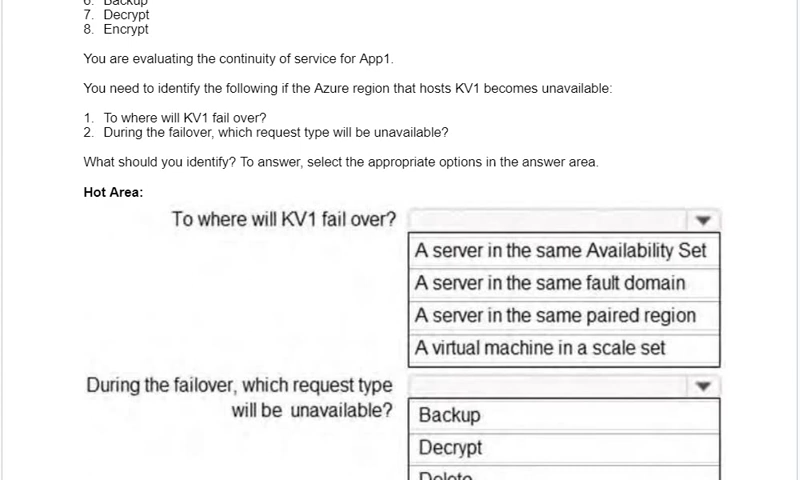 6. Backup
7. Decrypt
8. Encrypt
You are evaluating the continuity of service for App1.
You need to identify the following if the Azure region that hosts KV1 becomes unavailable:
1. To where will KV1 fail over?
2. During the failover, which request type will be unavailable?
What should you identify? To answer, select the appropriate options in the answer area.
Hot Area:
To where will KV1 fail over?
A server in the same Availability Set
A server in the same fault domain
A server in the same paired region
A virtual machine in a scale set
During the failover, which request type
will be unavailable?
Backup
Decrypt
Delete